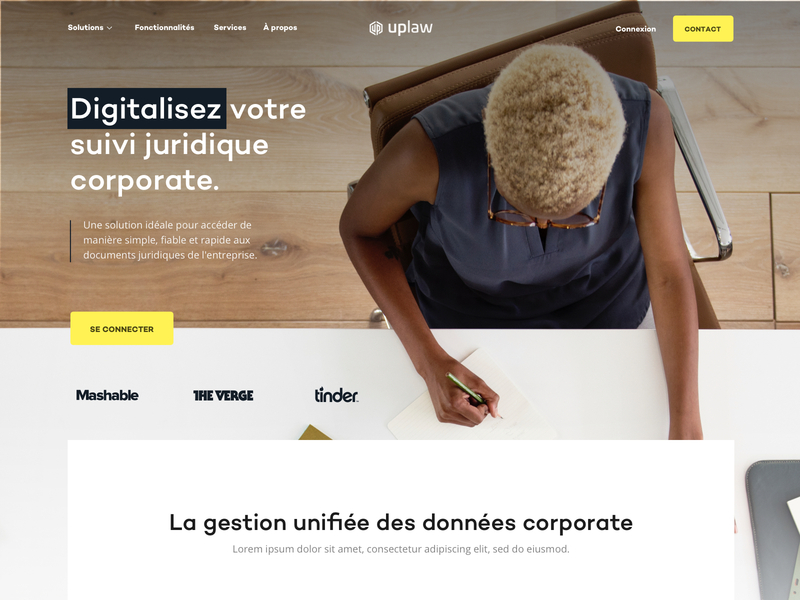 Solutions
Fonctionnalités
Services
À propos
uplaw
Connexion
CONTACT
Digitalisez votre
suivi juridique
corporate.
Une solution idéale pour accéder de
manière simple, fiable et rapide aux
documents juridiques de l'entreprise.
SE CONNECTER
Mashable
THE VERGE
tinder
La gestion unifiée des données corporate
Lorem ipsum dolor sit amet, consectetur adipiscing elit, sed do eiusmod.